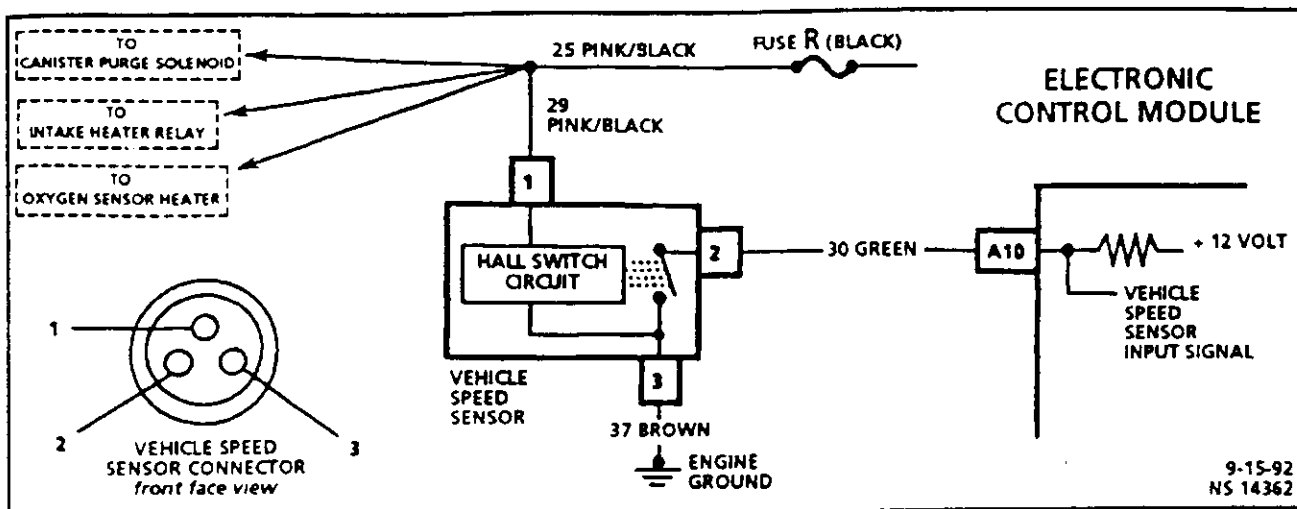 TO
CANISTER PURGE SOLENOID
25 PINK/BLACK
FUSE R (BLACK)
ELECTRONIC
CONTROL MODULE
TO
INTAKE HEATER RELAY
29
PINK/BLACK
TO
OXYGEN SENSOR HEATER
1
HALL SWITCH
CIRCUIT
2
30 GREEN
A10
+ 12 VOLT
VEHICLE
SPEED
SENSOR
INPUT SIGNAL
VEHICLE
SPEED
SENSOR
3
37 BROWN
ENGINE
GROUND
1
2
3
VEHICLE SPEED
SENSOR CONNECTOR
front face view
9-15-92
NS 14362